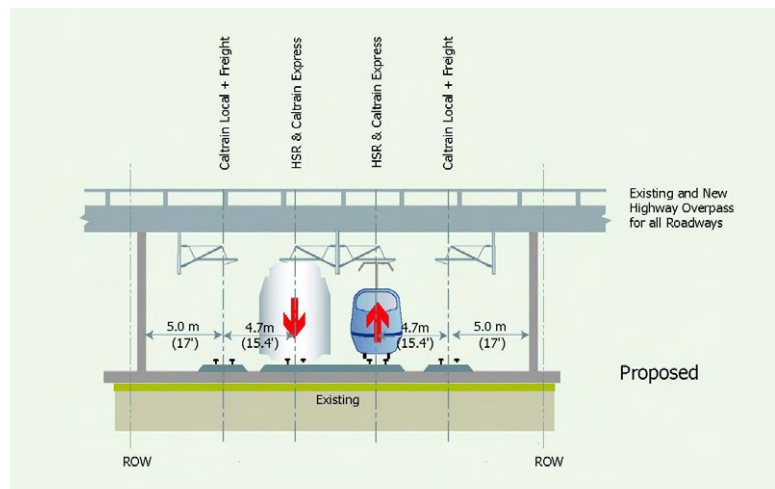 Caltrain Local + Freight
HSR & Caltrain Express
HSR & Caltrain Express
Caltrain Local + Freight
Existing and New
Highway Overpass
for all Roadways
5.0 m
(17')
4.7m
(15.4')
4.7m
(15.4')
5.0 m
(17')
Proposed
Existing
ROW
ROW